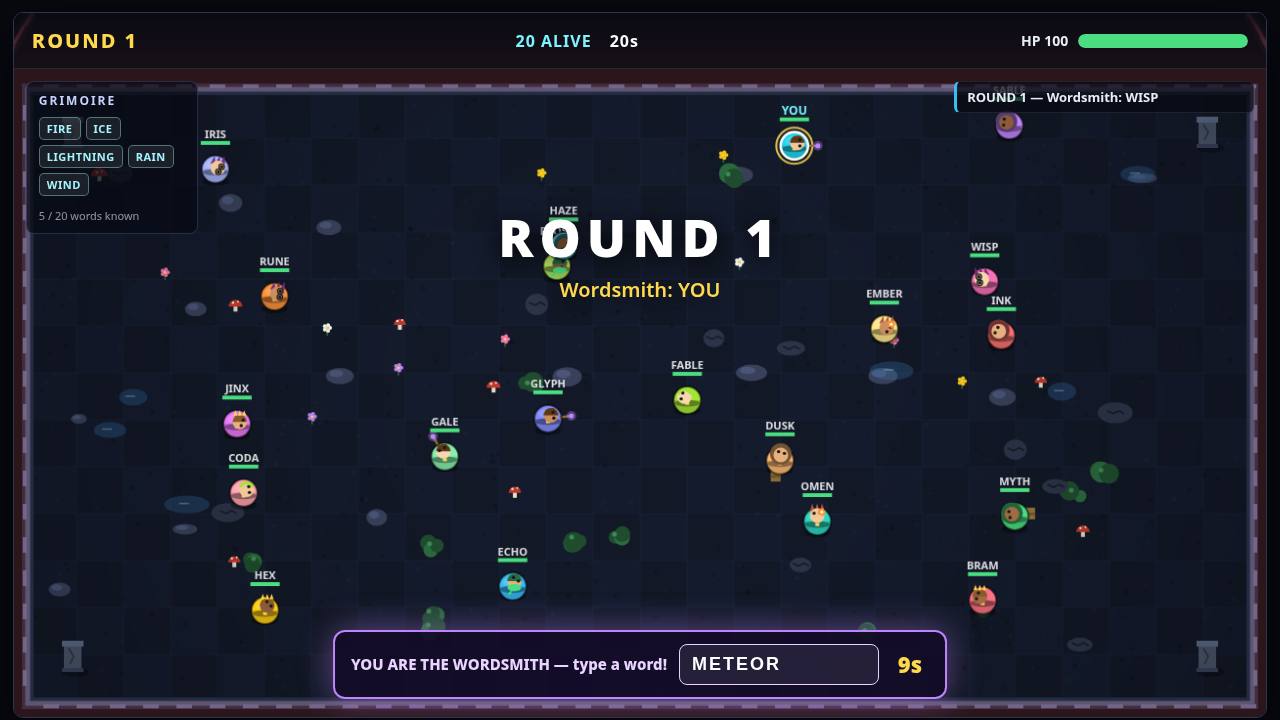 ROUND 1
20 ALIVE 20s
HP 100
GRIMOIRE
FIRE ICE
LIGHTNING RAIN
WIND
5 / 20 words known
ROUND 1 — Wordsmith: WISP
YOU
IRIS
HAZE
ROUND 1
Wordsmith: YOU
RUNE
WISP
EMBER
INK
FABLE
JINX
GLYPH
GALE
DUSK
CODA
OMEN
MYTH
ECHO
HEX
BRAM
YOU ARE THE WORDSMITH — type a word! METEOR 9s